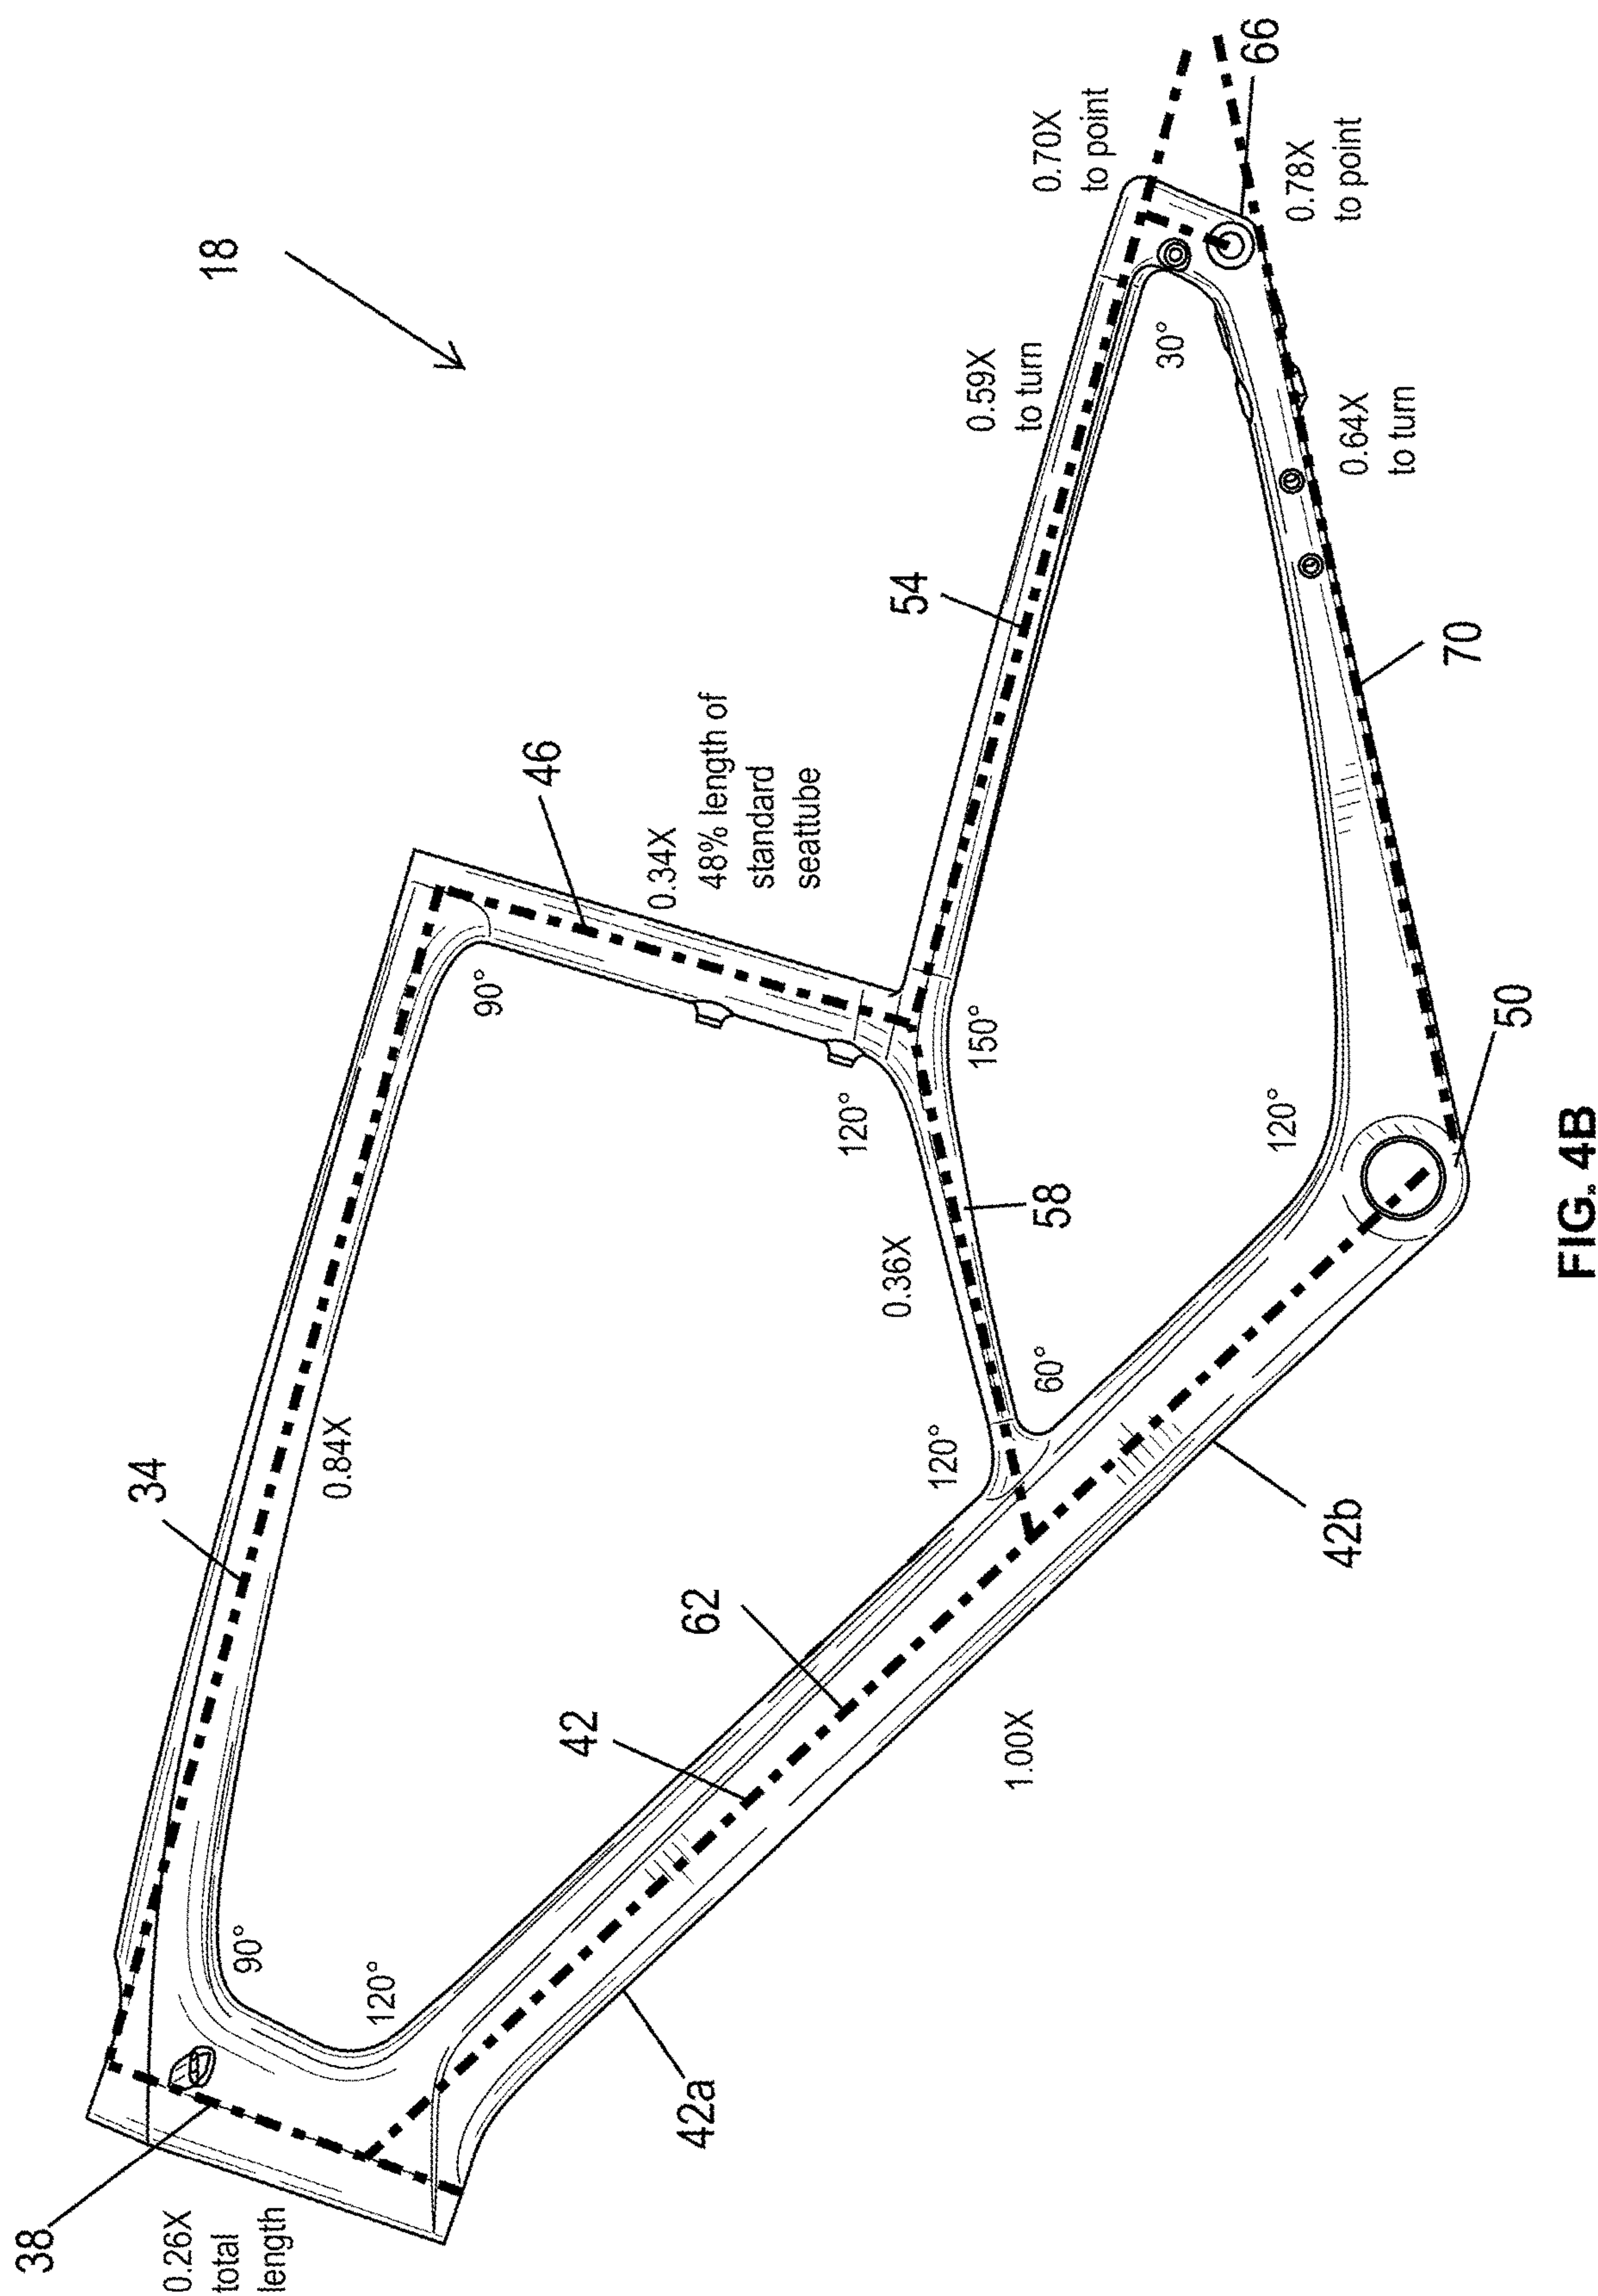 18
66
0.70X
to point
0.78X
to point
0.59X
to turn
30°
0.64X
to turn
54
70
46
0.34X
48% length of
standard
seattube
90°
150°
120°
120°
50
58
0.36X
60°
120°
34
0.84X
62
42
42b
1.00X
90°
120°
42a
38
0.26X
total
length
FIG. 4B